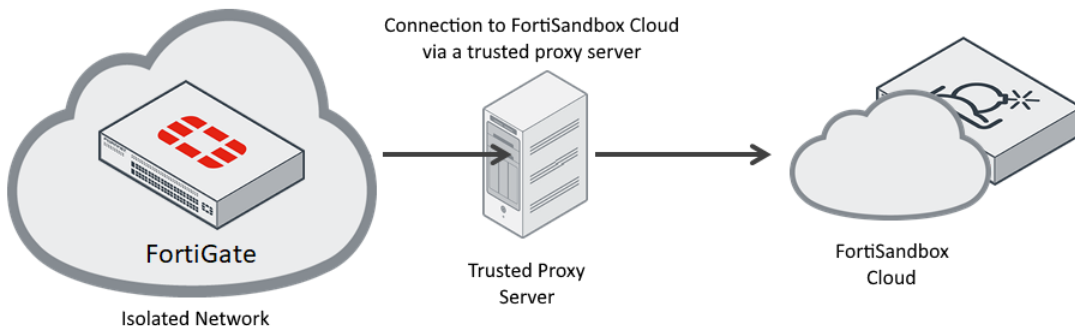 Connection to FortiSandbox Cloud
via a trusted proxy server
FortiGate
Isolated Network
Trusted Proxy
Server
FortiSandbox
Cloud